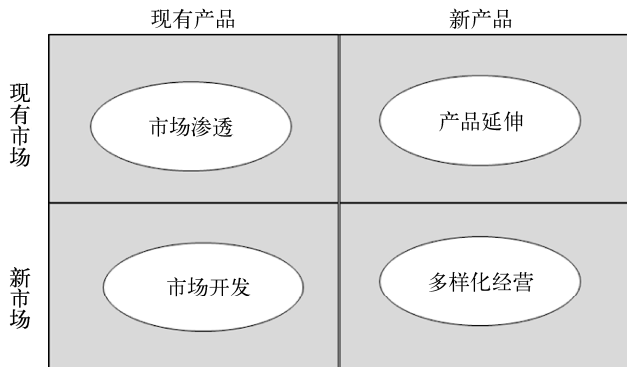 现有产品
新产品
现有市场
市场渗透
产品延伸
新市场
市场开发
多样化经营